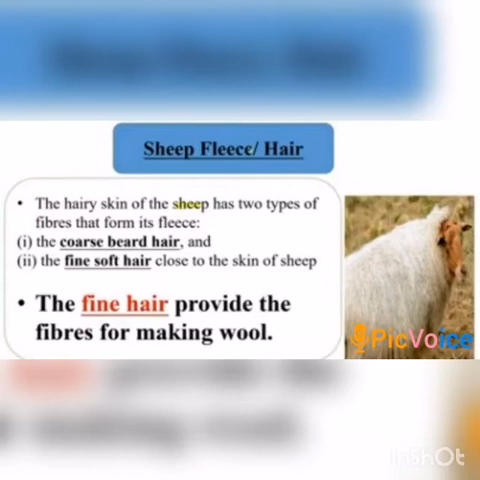 Sheep Fleece/ Hair
• The hairy skin of the sheep has two types of
fibres that form its fleece:
(i) the coarse beard hair, and
(ii) the fine soft hair close to the skin of sheep
• The fine hair provide the
fibres for making wool.
PicVoice
InShOt